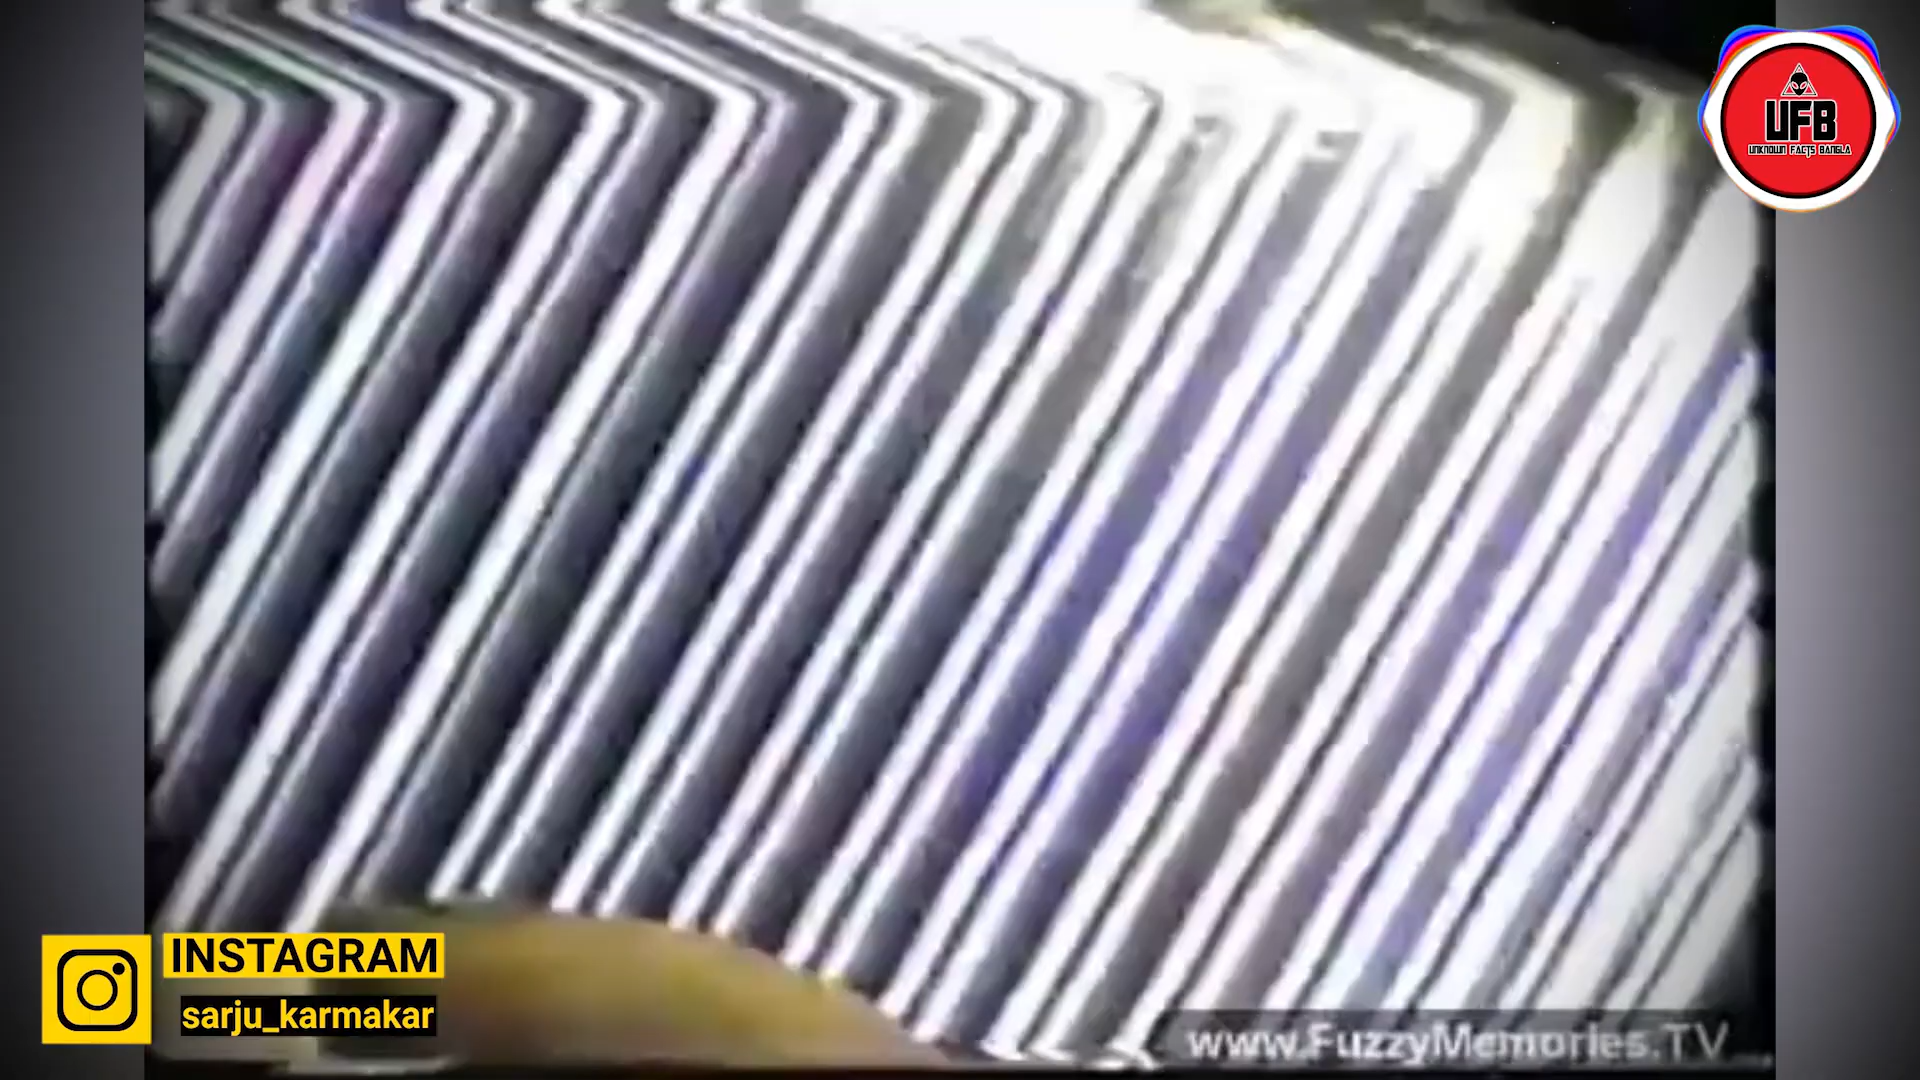 UFB
UNKNOWN FACTS BANGLA
INSTAGRAM
sarju_karmakar
www.FuzzyMemories.TV